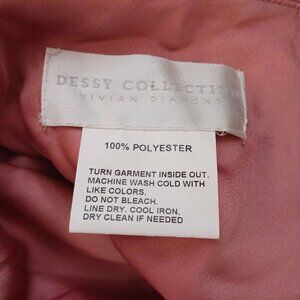 DESSY COLLECTION
VIVIAN DIAMOND
100% POLYESTER
TURN GARMENT INSIDE OUT.
MACHINE WASH COLD WITH
LIKE COLORS.
DO NOT BLEACH.
LINE DRY. COOL IRON.
DRY CLEAN IF NEEDED